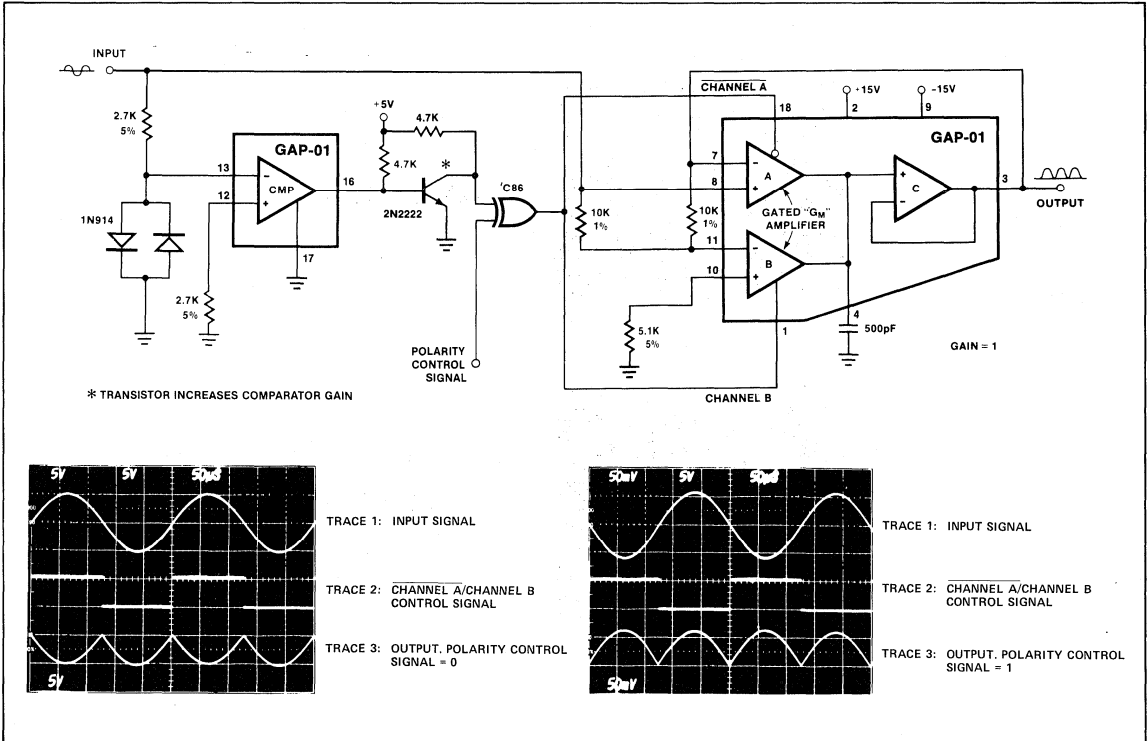 INPUT
2.7K
5%
GAP-01
13
12
CMP
16
17
1N914
2.7K
5%
+5V
4.7K
4.7K
*
2N2222
'C86
POLARITY
CONTROL
SIGNAL
* TRANSISTOR INCREASES COMPARATOR GAIN
CHANNEL A
18
+15V
2
-15V
9
GAP-01
7
8
A
10K
1%
10K
1%
GATED "GM"
AMPLIFIER
11
10
B
C
3
OUTPUT
1
4
500pF
5.1K
5%
GAIN = 1
CHANNEL B
5V 5V 50µS
5V
TRACE 1: INPUT SIGNAL
TRACE 2: CHANNEL A/CHANNEL B
CONTROL SIGNAL
TRACE 3: OUTPUT. POLARITY CONTROL
SIGNAL = 0
50mV 5V 50µS
50mV
TRACE 1: INPUT SIGNAL
TRACE 2: CHANNEL A/CHANNEL B
CONTROL SIGNAL
TRACE 3: OUTPUT. POLARITY CONTROL
SIGNAL = 1